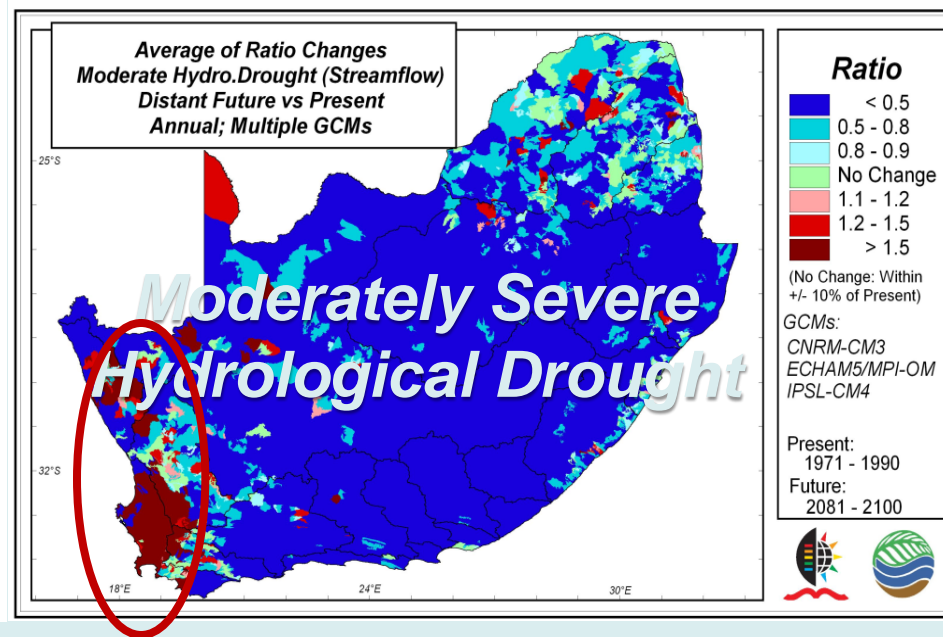 Average of Ratio Changes
Moderate Hydro.Drought (Streamflow)
Distant Future vs Present
Annual; Multiple GCMs
Ratio
< 0.5
0.5 - 0.8
0.8 - 0.9
No Change
1.1 - 1.2
1.2 - 1.5
> 1.5
(No Change: Within
+/- 10% of Present)
GCMs:
CNRM-CM3
ECHAM5/MPI-OM
IPSL-CM4
Present:
1971 - 1990
Future:
2081 - 2100
25°S
Moderately Severe
Hydrological Drought
32°S
18°E
24°E
30°E